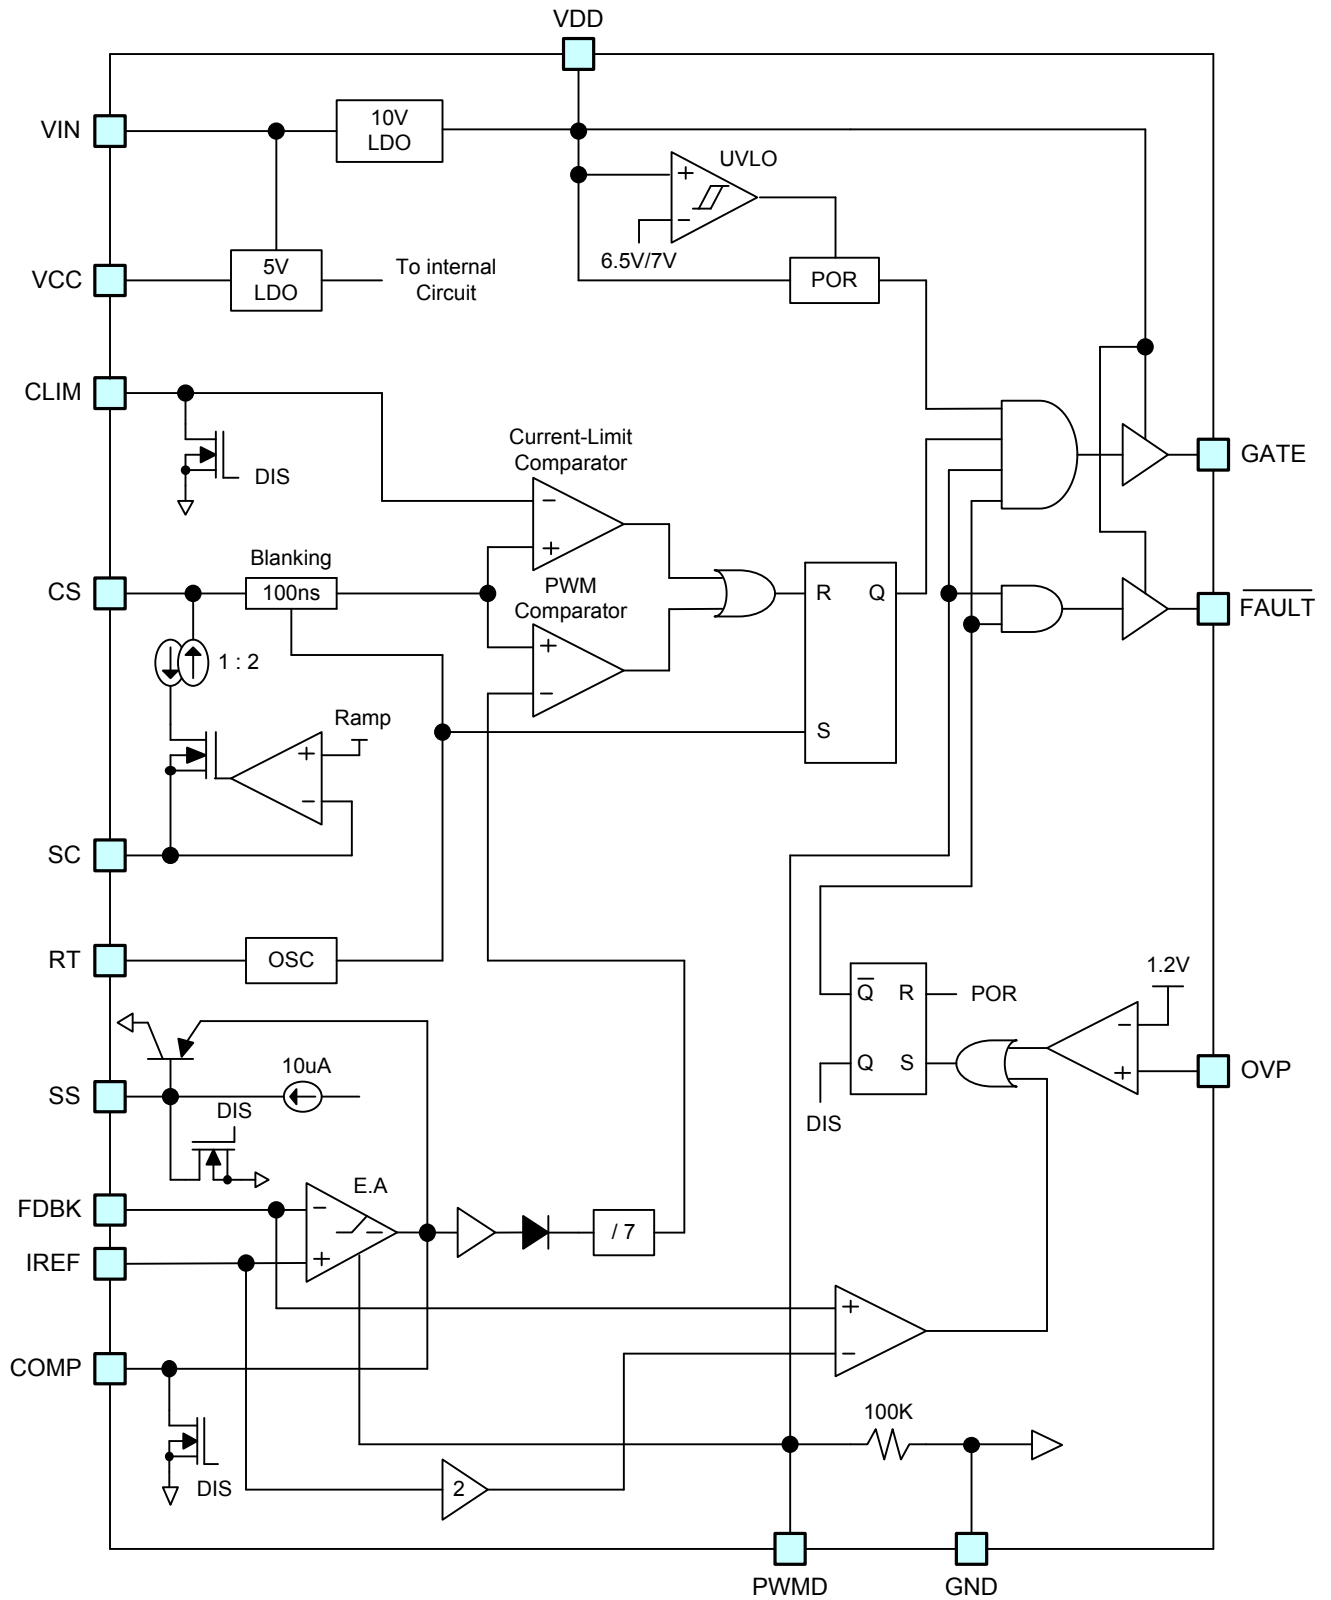 VDD
VIN
10V
LDO
UVLO
+
−
6.5V/7V
VCC
5V
LDO
To internal
Circuit
POR
CLIM
DIS
Current-Limit
Comparator
−
+
GATE
Blanking
CS
100ns
PWM
Comparator
+
−
R
Q
S
FAULT
1 : 2
Ramp
+
−
SC
RT
OSC
Q
R
POR
Q
S
DIS
1.2V
−
+
OVP
SS
10uA
DIS
FDBK
−
E.A
IREF
+
/ 7
+
−
COMP
DIS
2
100K
PWMD
GND